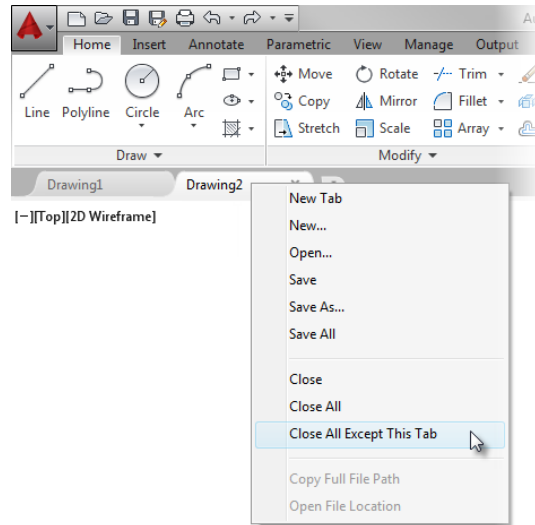 Au
Home Insert Annotate Parametric View Manage Output
Move Rotate Trim
Line Polyline Circle Arc Copy Mirror Fillet
Stretch Scale Array
Draw Modify
Drawing1 Drawing2
[−][Top][2D Wireframe]
New Tab
New...
Open...
Save
Save As...
Save All
Close
Close All
Close All Except This Tab
Copy Full File Path
Open File Location